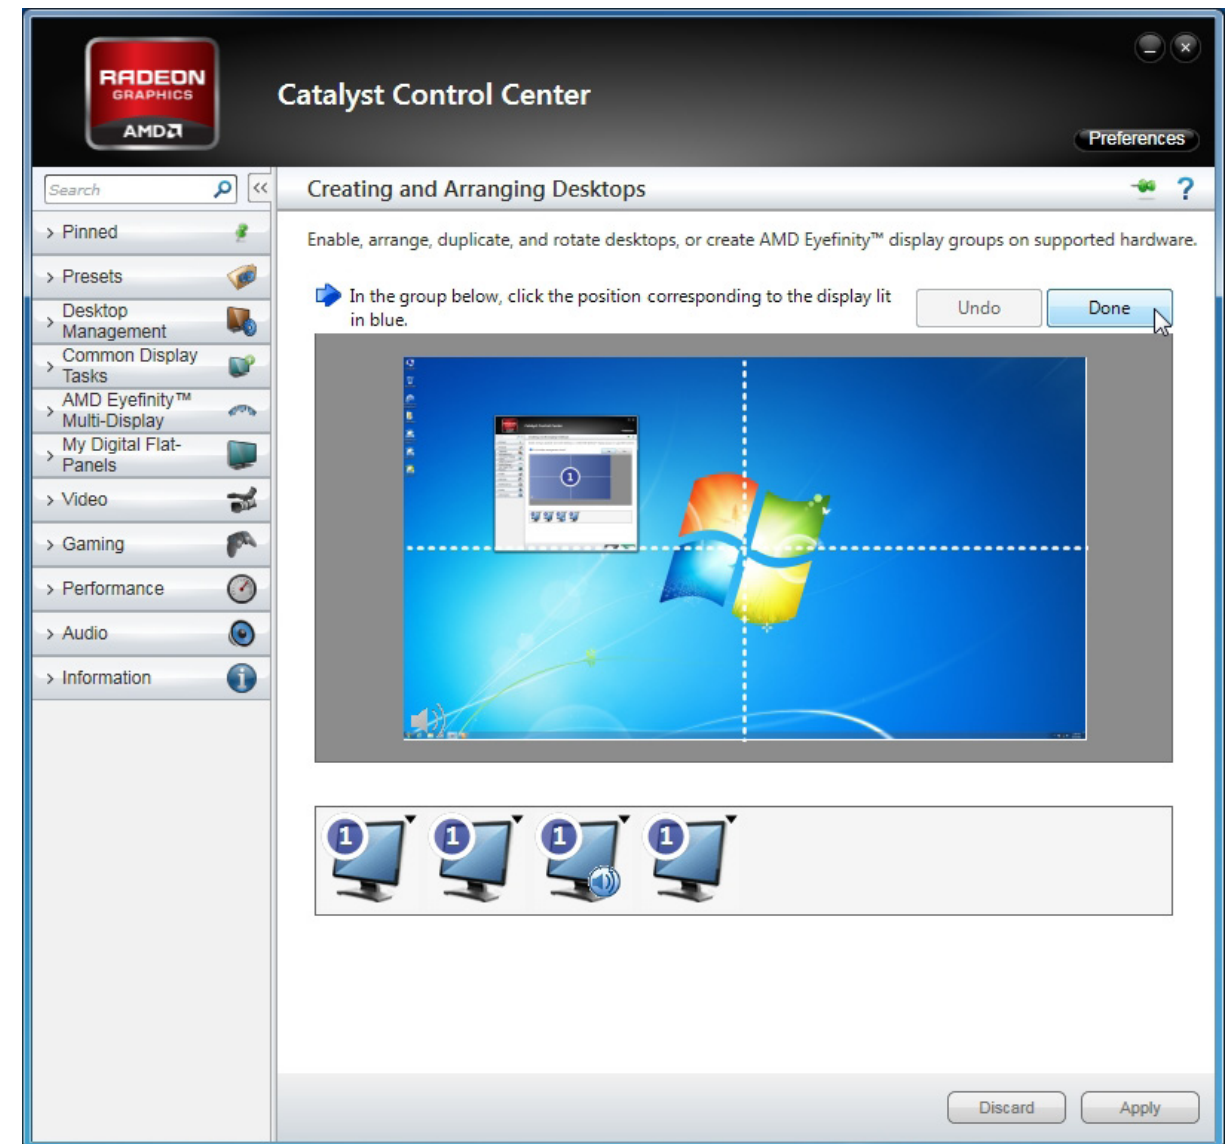 RADEON
GRAPHICS
AMD
Catalyst Control Center
Preferences
Search
<<
Creating and Arranging Desktops
?
Pinned
Presets
Desktop
Management
Common Display
Tasks
AMD Eyefinity™
Multi-Display
My Digital Flat-
Panels
Video
Gaming
Performance
Audio
Information
Enable, arrange, duplicate, and rotate desktops, or create AMD Eyefinity™ display groups on supported hardware.
In the group below, click the position corresponding to the display lit
in blue.
Undo
Done
1
1
1
1
1
Discard
Apply